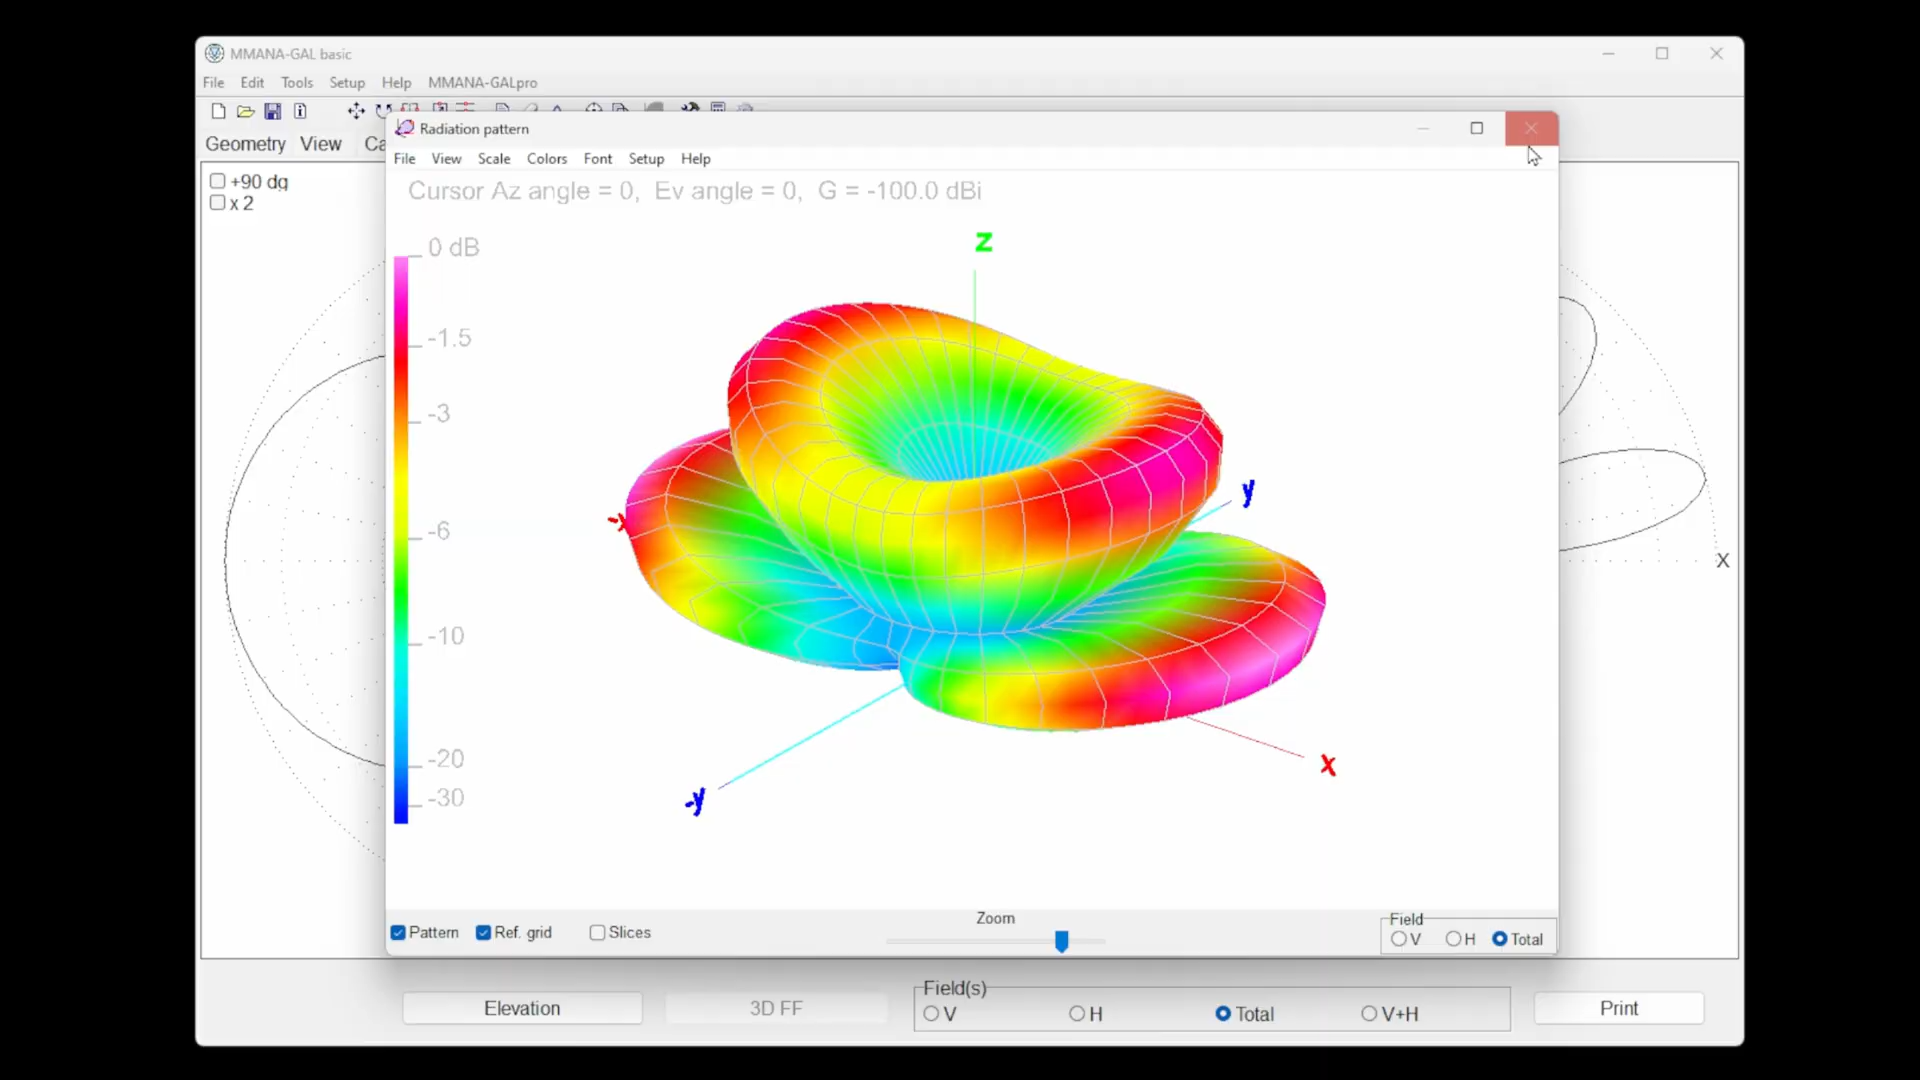 MMANA-GAL basic
File Edit Tools Setup Help MMANA-GALpro
Radiation pattern
Geometry View
File View Scale Colors Font Setup Help
+90 dg
x 2
Cursor Az angle = 0, Ev angle = 0, G = -100.0 dBi
0 dB
-1.5
-3
-6
-10
-20
-30
z
-x
y
-y
x
X
Zoom
Pattern Ref. grid Slices
Field
V H Total
Elevation 3D FF
Field(s)
V H Total V+H
Print